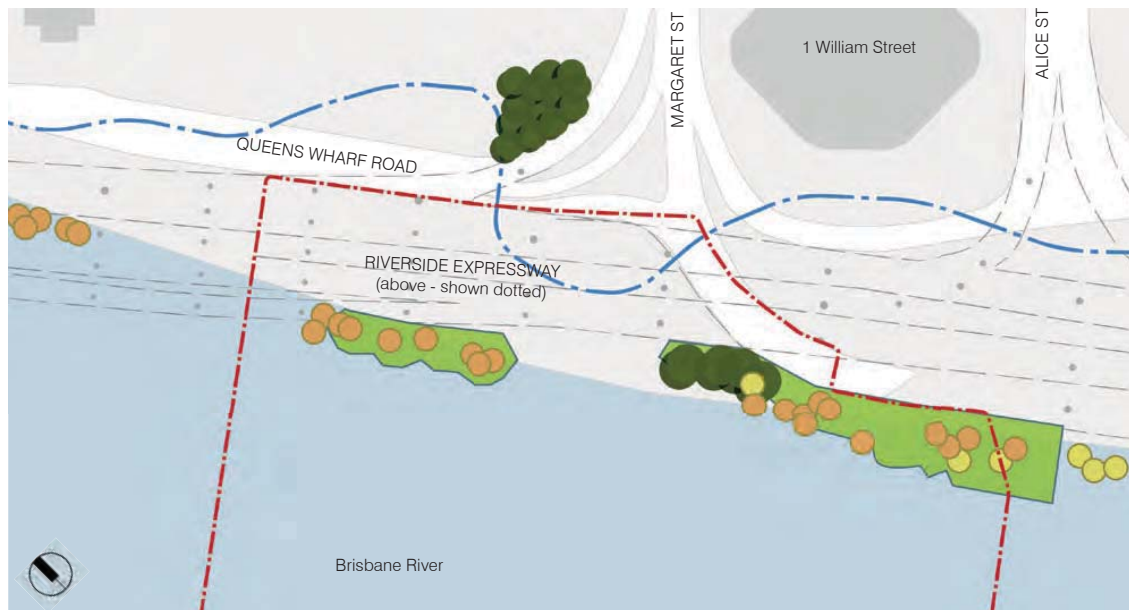 1 William Street
MARGARET ST
ALICE ST
QUEENS WHARF ROAD
RIVERSIDE EXPRESSWAY
(above - shown dotted)
Brisbane River